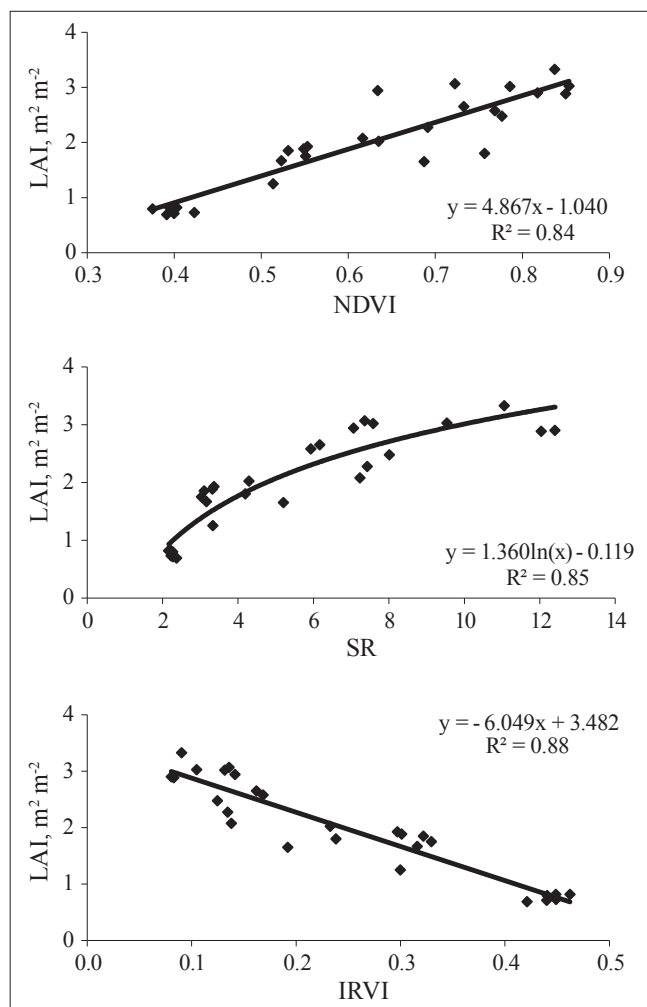 4
3
2
1
0
LAI, m² m⁻²
y = 4.867x - 1.040
R² = 0.84
0.3 0.4 0.5 0.6 0.7 0.8 0.9
NDVI
4
3
2
1
0
LAI, m² m⁻²
y = 1.360ln(x) - 0.119
R² = 0.85
0 2 4 6 8 10 12 14
SR
4
3
2
1
0
LAI, m² m⁻²
y = - 6.049x + 3.482
R² = 0.88
0.0 0.1 0.2 0.3 0.4 0.5
IRVI